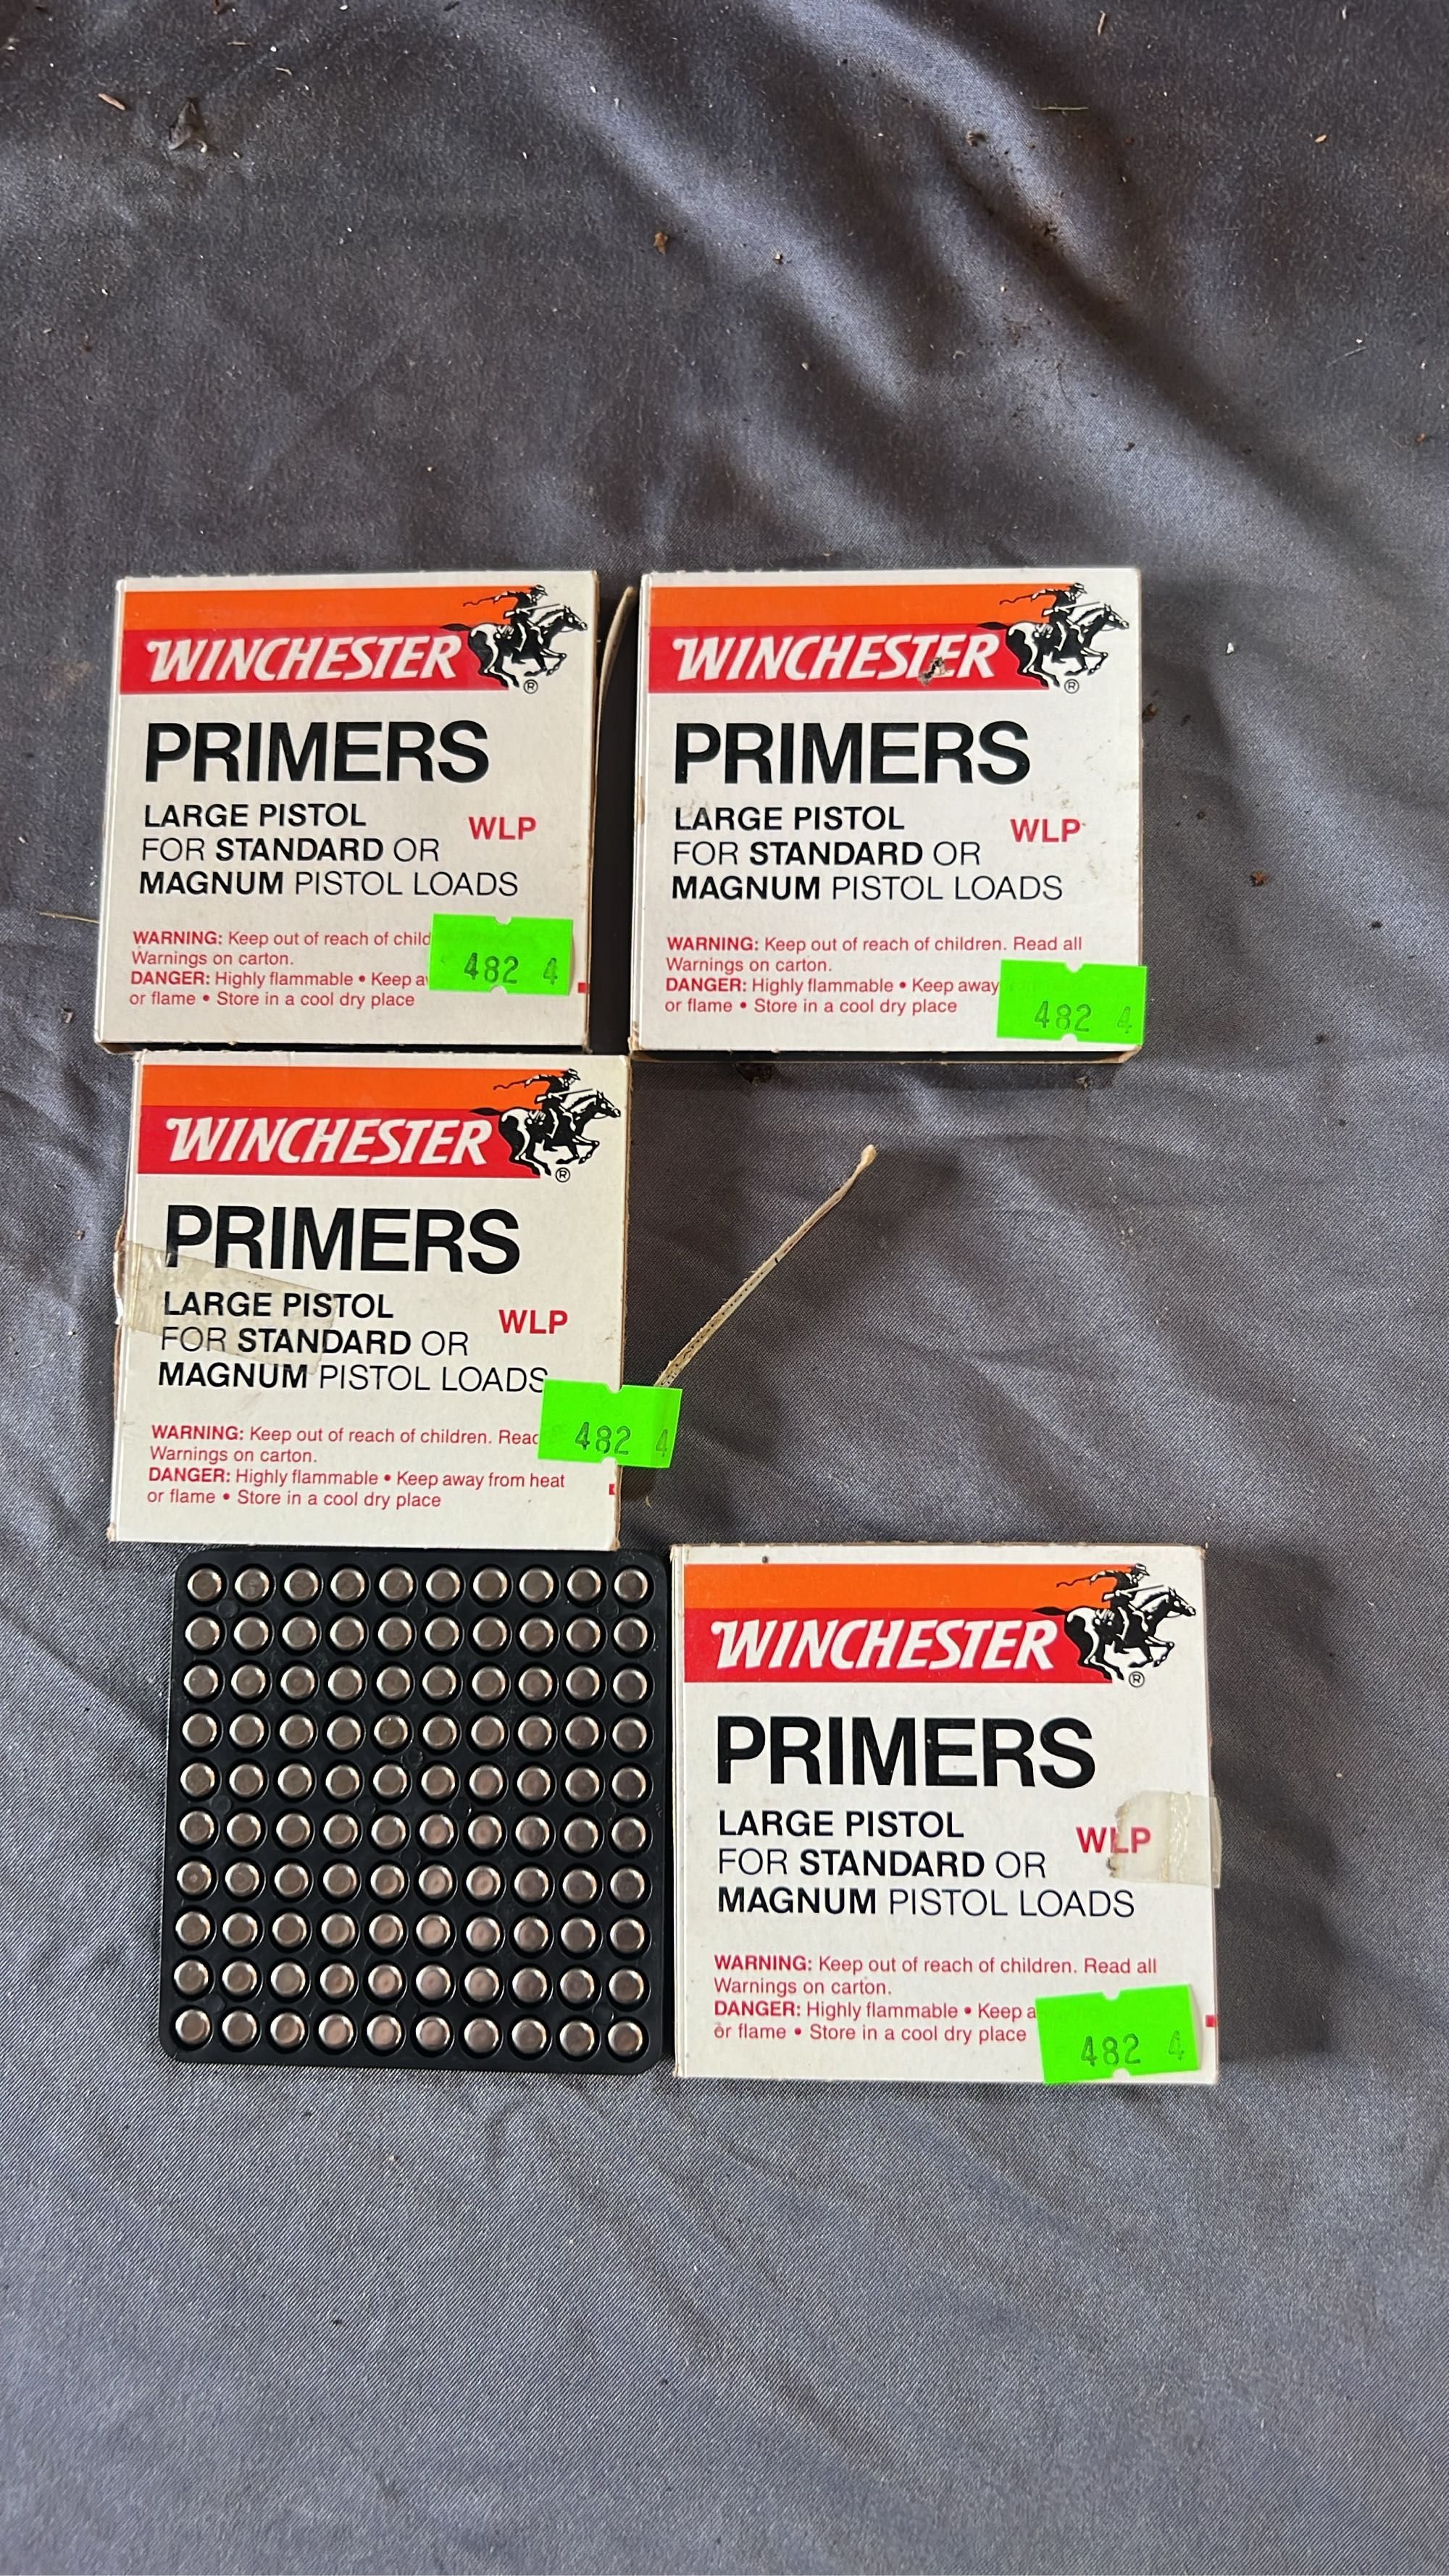 WINCHESTER
®
PRIMERS
LARGE PISTOL
WLP
FOR STANDARD OR
MAGNUM PISTOL LOADS
WARNING: Keep out of reach of child
Warnings on carton.
DANGER: Highly flammable • Keep a
or flame • Store in a cool dry place
482 4
WINCHESTER
®
PRIMERS
LARGE PISTOL
WLP
FOR STANDARD OR
MAGNUM PISTOL LOADS
WARNING: Keep out of reach of children. Read all
Warnings on carton.
DANGER: Highly flammable • Keep away
or flame • Store in a cool dry place
482 4
WINCHESTER
®
PRIMERS
LARGE PISTOL
WLP
FOR STANDARD OR
MAGNUM PISTOL LOADS
WARNING: Keep out of reach of children. Read
Warnings on carton.
DANGER: Highly flammable • Keep away from heat
or flame • Store in a cool dry place
482 4
WINCHESTER
®
PRIMERS
LARGE PISTOL
WLP
FOR STANDARD OR
MAGNUM PISTOL LOADS
WARNING: Keep out of reach of children. Read all
Warnings on carton.
DANGER: Highly flammable • Keep a
or flame • Store in a cool dry place
482 4